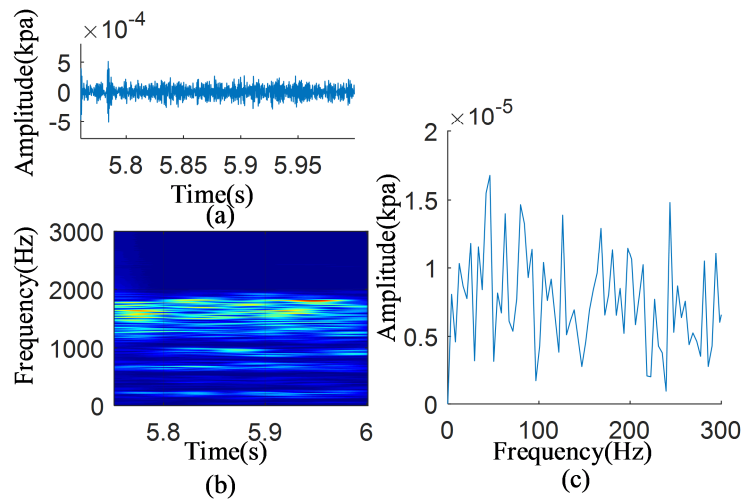 ×10^-4
Amplitude(kpa)
5
0
-5
5.8 5.85 5.9 5.95
Time(s)
(a)
Frequency(Hz)
3000
2000
1000
0
5.8 5.9 6
Time(s)
(b)
×10^-5
Amplitude(kpa)
2
1.5
1
0.5
0
0 100 200 300
Frequency(Hz)
(c)